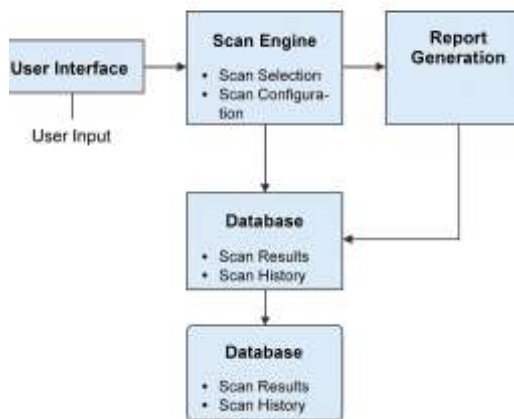 User Interface
User Input
Scan Engine
• Scan Selection
• Scan Configura-
tion
Report
Generation
Database
• Scan Results
• Scan History
Database
• Scan Results
• Scan History